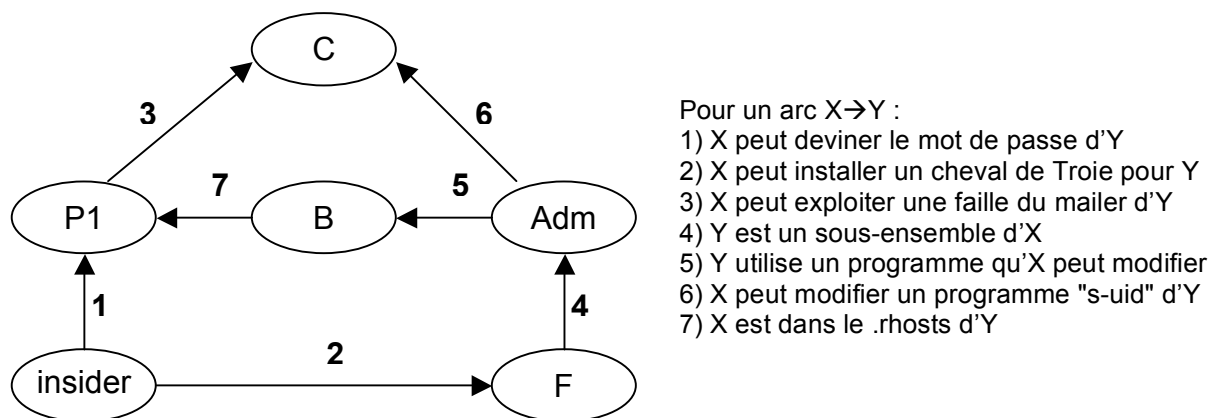 C
3
6
P1
7
B
5
Adm
1
2
4
insider
F
Pour un arc X→Y :
1) X peut deviner le mot de passe d'Y
2) X peut installer un cheval de Troie pour Y
3) X peut exploiter une faille du mailer d'Y
4) Y est un sous-ensemble d'X
5) Y utilise un programme qu'X peut modifier
6) X peut modifier un programme "s-uid" d'Y
7) X est dans le .rhosts d'Y